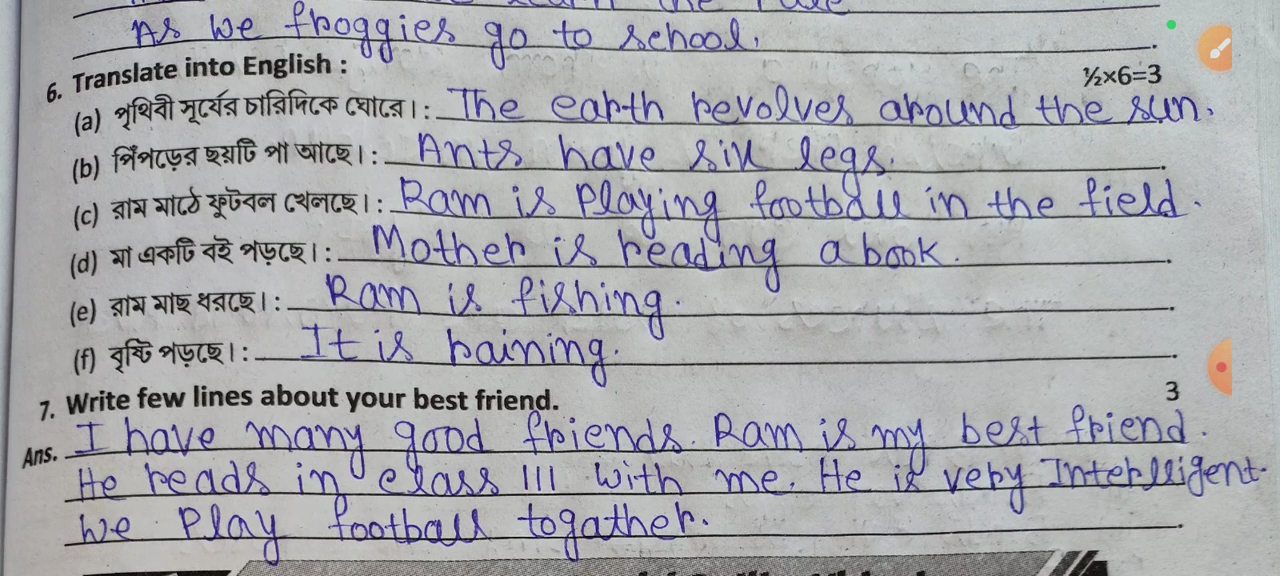 As we froggies go to school.
6. Translate into English : ½×6=3
(a) পৃথিবী সূর্যের চারিদিকে ঘোরে। : The earth revolves around the sun.
(b) পিঁপড়ের ছয়টি পা আছে। : Ants have six legs.
(c) রাম মাঠে ফুটবল খেলছে। : Ram is Playing football in the field.
(d) মা একটি বই পড়ছে। : Mother is reading a book.
(e) রাম মাছ ধরছে। : Ram is fishing.
(f) বৃষ্টি পড়ছে। : It is raining.
7. Write few lines about your best friend. 3
Ans. I have many good friends. Ram is my best friend.
He reads in class III with me. He is very Interlligent.
We Play football togather.